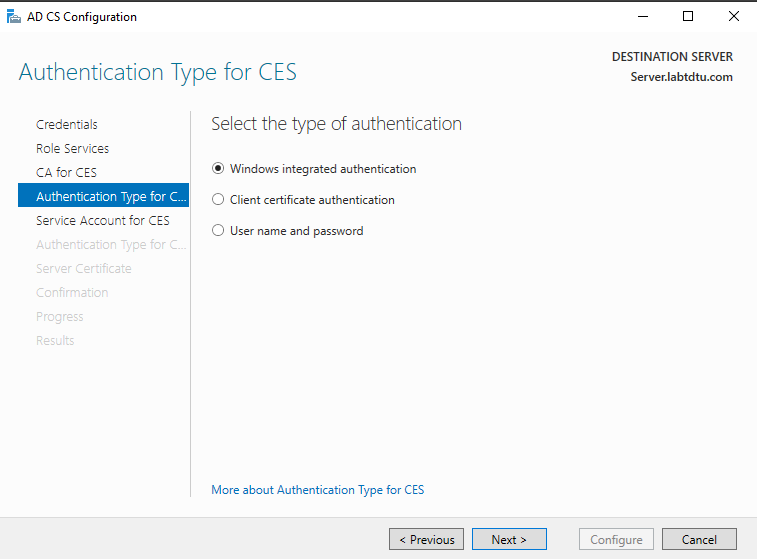 AD CS Configuration
Authentication Type for CES
DESTINATION SERVER
Server.labtdtu.com
Credentials
Role Services
CA for CES
Authentication Type for C...
Service Account for CES
Authentication Type for C...
Server Certificate
Confirmation
Progress
Results
Select the type of authentication
Windows integrated authentication
Client certificate authentication
User name and password
More about Authentication Type for CES
< Previous
Next >
Configure
Cancel